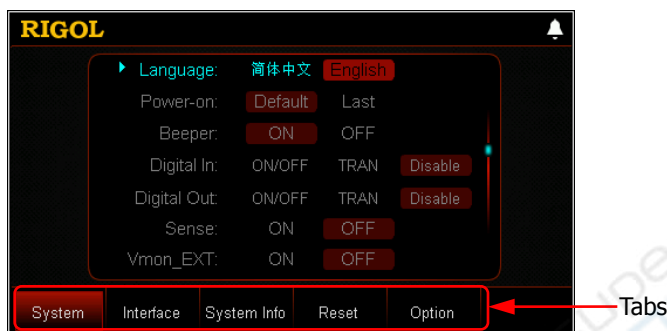 RIGOL
Language: 简体中文 English
Power-on: Default Last
Beeper: ON OFF
Digital In: ON/OFF TRAN Disable
Digital Out: ON/OFF TRAN Disable
Sense: ON OFF
Vmon_EXT: ON OFF
System Interface System Info Reset Option
Tabs